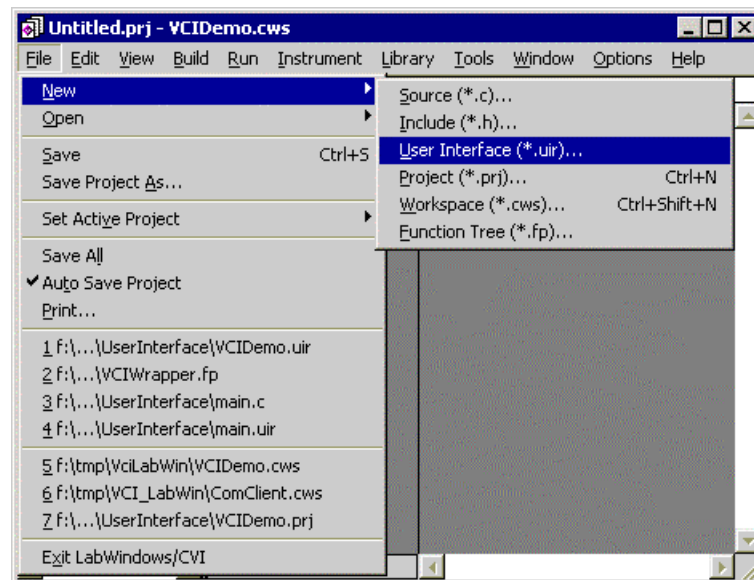 Untitled.prj - VCIDemo.cws
File Edit View Build Run Instrument Library Tools Window Options Help
New
Open
Save Ctrl+S
Save Project As...
Set Active Project
Save All
Auto Save Project
Print...
1 f:\...\UserInterface\VCIDemo.uir
2 f:\...\VCIWrapper.fp
3 f:\...\UserInterface\main.c
4 f:\...\UserInterface\main.uir
5 f:\tmp\VciLabWin\VCIDemo.cws
6 f:\tmp\VCI_LabWin\ComClient.cws
7 f:\...\UserInterface\VCIDemo.prj
Exit LabWindows/CVI
Source (*.c)...
Include (*.h)...
User Interface (*.uir)...
Project (*.prj)... Ctrl+N
Workspace (*.cws)... Ctrl+Shift+N
Function Tree (*.fp)...